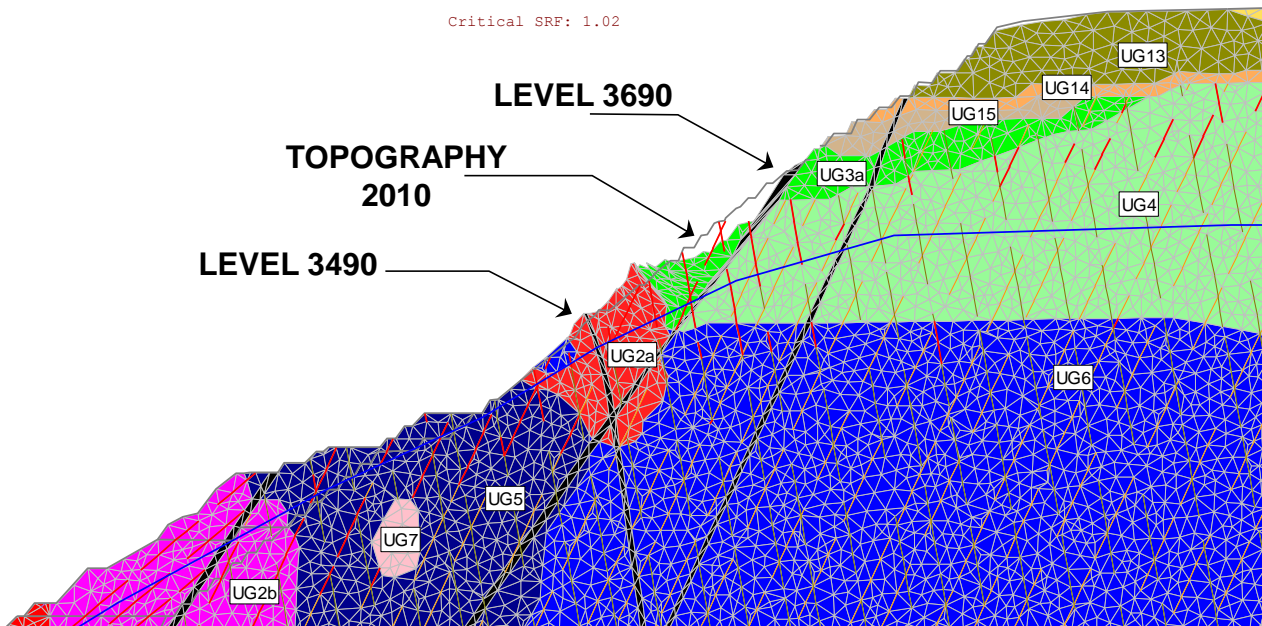 Critical SRF: 1.02
UG13
LEVEL 3690
UG14
UG15
TOPOGRAPHY
2010
UG3a
UG4
LEVEL 3490
UG2a
UG6
UG5
UG7
UG2b